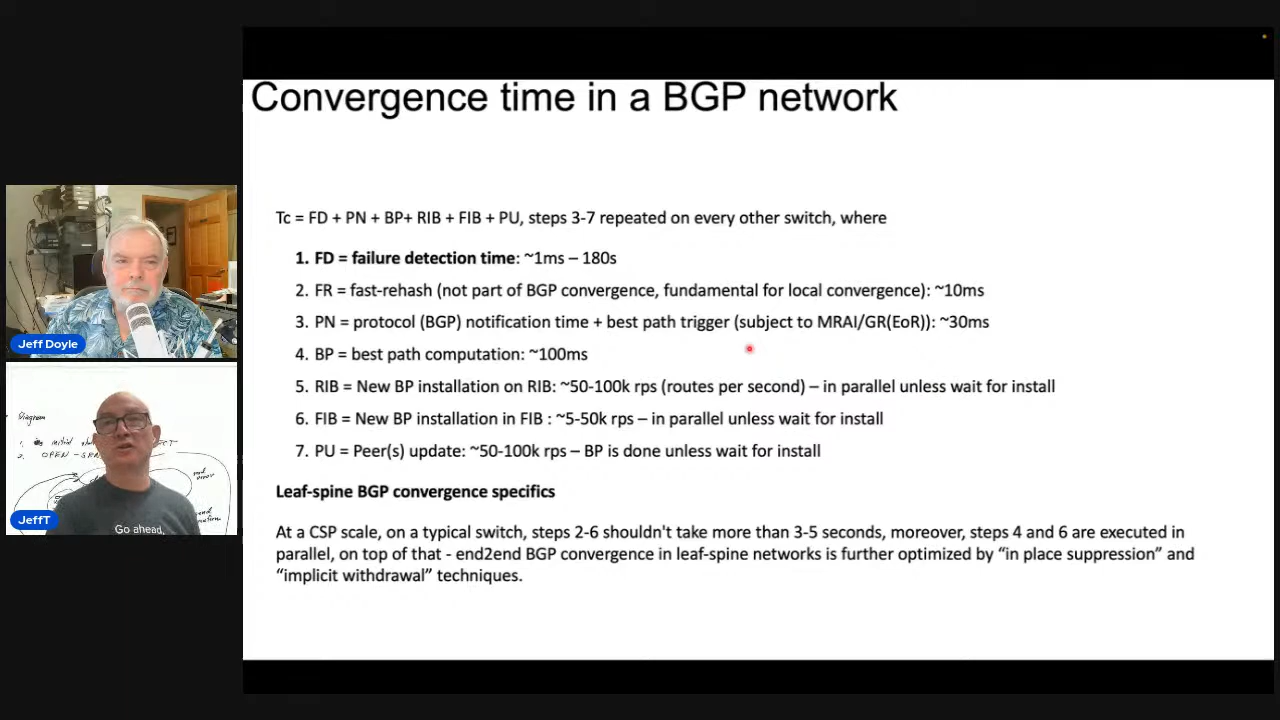 Convergence time in a BGP network
Tc = FD + PN + BP+ RIB + FIB + PU, steps 3-7 repeated on every other switch, where
1. FD = failure detection time: ~1ms – 180s
2. FR = fast-rehash (not part of BGP convergence, fundamental for local convergence): ~10ms
3. PN = protocol (BGP) notification time + best path trigger (subject to MRAI/GR(EoR)): ~30ms
4. BP = best path computation: ~100ms
5. RIB = New BP installation on RIB: ~50-100k rps (routes per second) – in parallel unless wait for install
6. FIB = New BP installation in FIB : ~5-50k rps – in parallel unless wait for install
7. PU = Peer(s) update: ~50-100k rps – BP is done unless wait for install
Leaf-spine BGP convergence specifics
At a CSP scale, on a typical switch, steps 2-6 shouldn't take more than 3-5 seconds, moreover, steps 4 and 6 are executed in
parallel, on top of that - end2end BGP convergence in leaf-spine networks is further optimized by “in place suppression” and
“implicit withdrawal” techniques.
Jeff Doyle
Diagram
1.
2. OPEN-
JeffT
Go ahead,